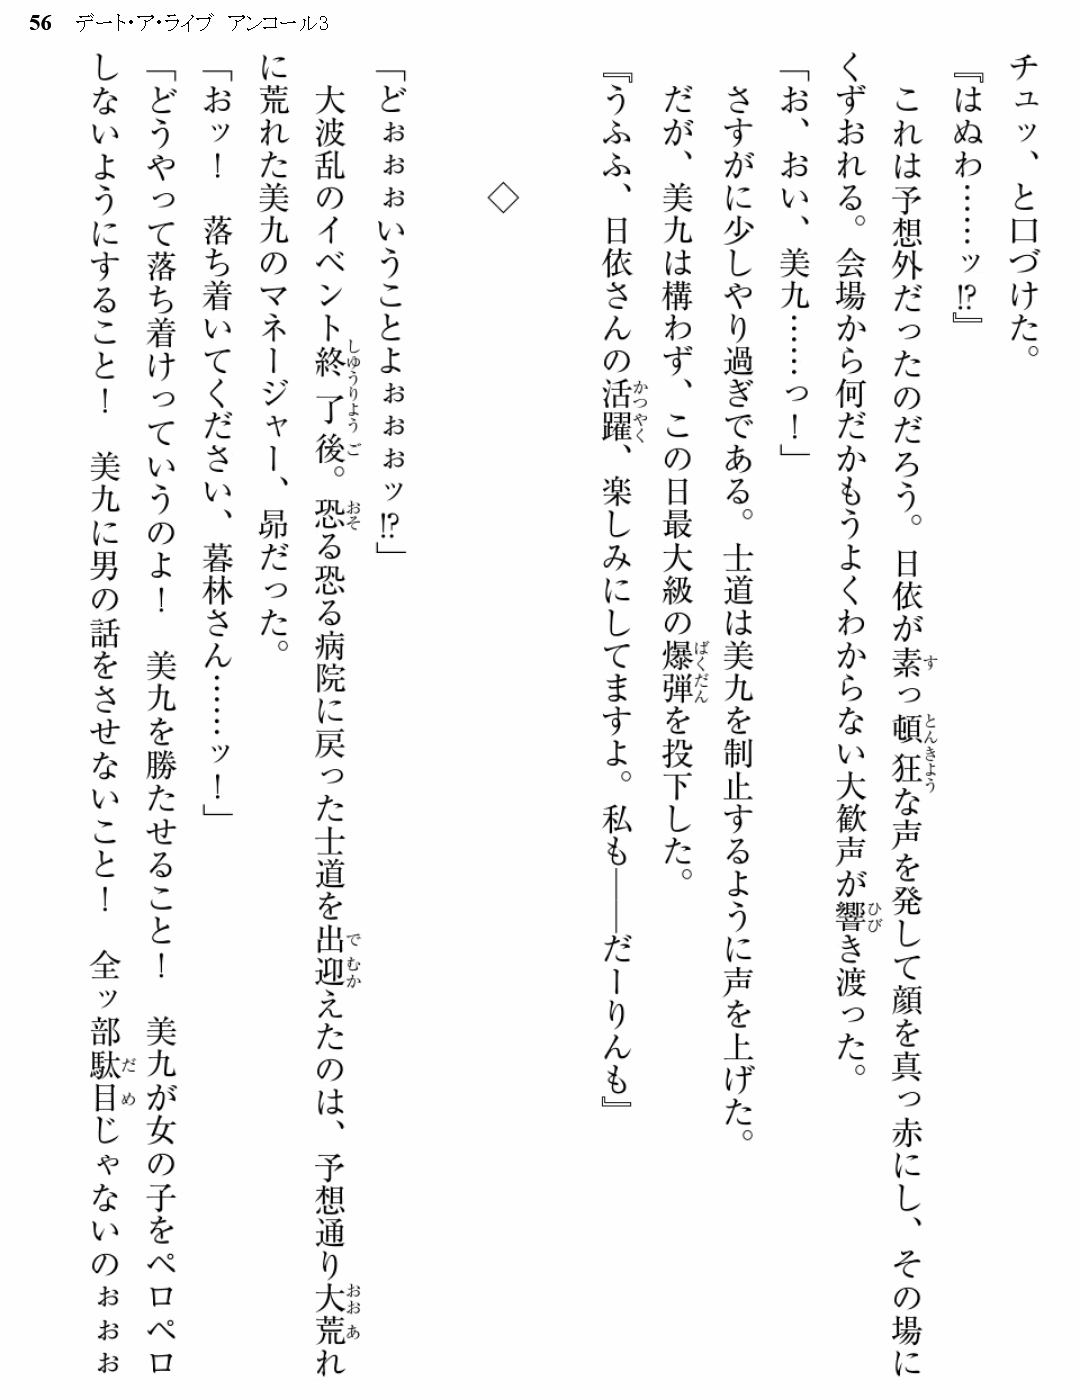 56 デート・ア・ライブ　アンコール3
チュッ、と口づけた。
『はぬわ……ッ!?』
　これは予想外だったのだろう。日依が素っ頓狂な声を発して顔を真っ赤にし、その場に
くずおれる。会場から何だかもうよくわからない大歓声が響き渡った。
「お、おい、美九……っ！」
　さすがに少しやり過ぎである。士道は美九を制止するように声を上げた。
　だが、美九は構わず、この日最大級の爆弾を投下した。
『うふふ、日依さんの活躍、楽しみにしてますよ。私も――だーりんも』
◇
「どぉぉぉいうことよぉぉぉッ!?」
　大波乱のイベント終了後。恐る恐る病院に戻った士道を出迎えたのは、予想通り大荒れ
に荒れた美九のマネージャー、昴だった。
「おッ！　落ち着いてください、暮林さん……ッ！」
「どうやって落ち着けっていうのよ！　美九を勝たせること！　美九が女の子をペロペロ
しないようにすること！　美九に男の話をさせないこと！　全ッ部駄目じゃないのぉぉぉ